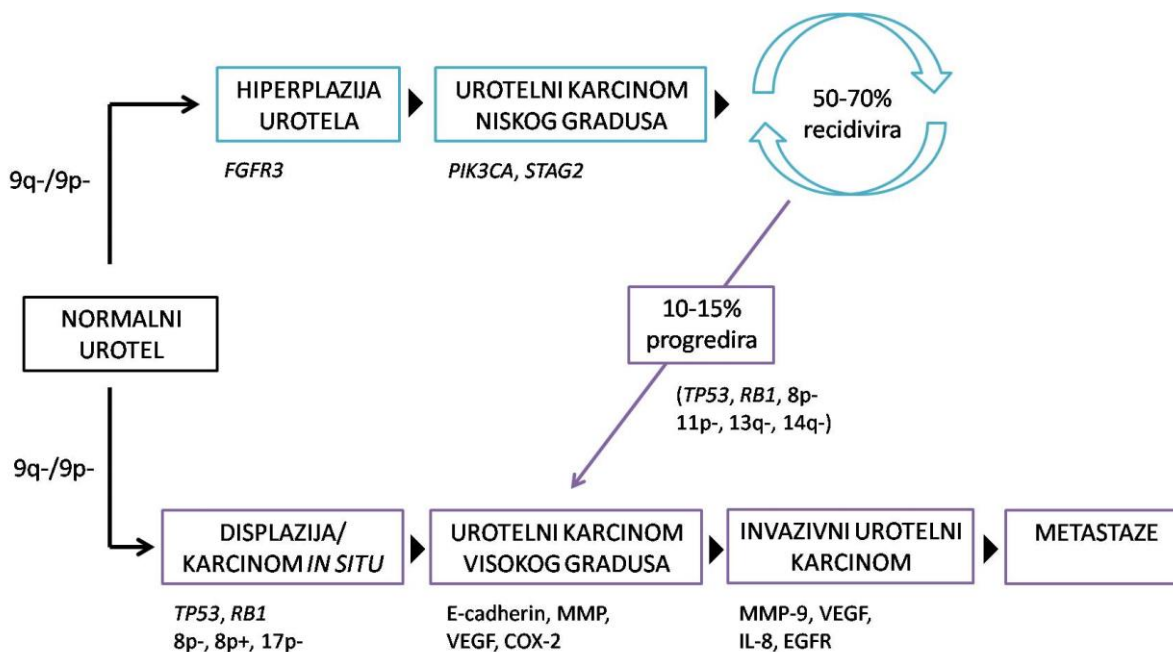 HIPERPLAZIJA
UROTELA
UROTELNI KARCINOM
NISKOG GRADUSA
50-70%
recidivira
FGFR3
PIK3CA, STAG2
9q-/9p-
NORMALNI
UROTEL
10-15%
progredira
(TP53, RB1, 8p-
11p-, 13q-, 14q-)
9q-/9p-
DISPLAZIJA/
KARCINOM IN SITU
UROTELNI KARCINOM
VISOKOG GRADUSA
INVAZIVNI UROTELNI
KARCINOM
METASTAZE
TP53, RB1
8p-, 8p+, 17p-
E-cadherin, MMP,
VEGF, COX-2
MMP-9, VEGF,
IL-8, EGFR